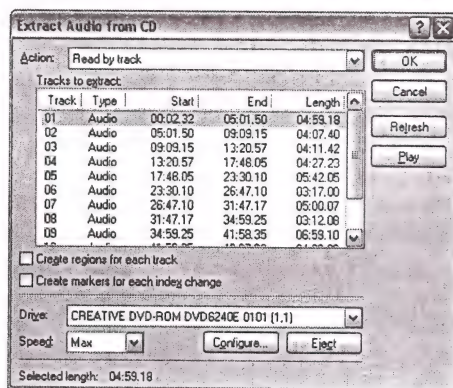 Extract Audio from CD
Action: Read by track OK
Tracks to extract: Cancel
Track Type Start End Length
01 Audio 00:02.32 05:01.50 04:59.18
02 Audio 05:01.50 09:09.15 04:07.40
03 Audio 09:09.15 13:20.57 04:11.42
04 Audio 13:20.57 17:48.05 04:27.23
05 Audio 17:48.05 23:30.10 05:42.05
06 Audio 23:30.10 26:47.10 03:17.00
07 Audio 26:47.10 31:47.17 05:00.07
08 Audio 31:47.17 34:59.25 03:12.08
09 Audio 34:59.25 41:58.35 06:59.10
Refresh
Play
Create regions for each track
Create markers for each index change
Drive: CREATIVE DVD-ROM DVD6240E 0101 (1,1)
Speed: Max Configure... Eject
Selected length: 04:59.18